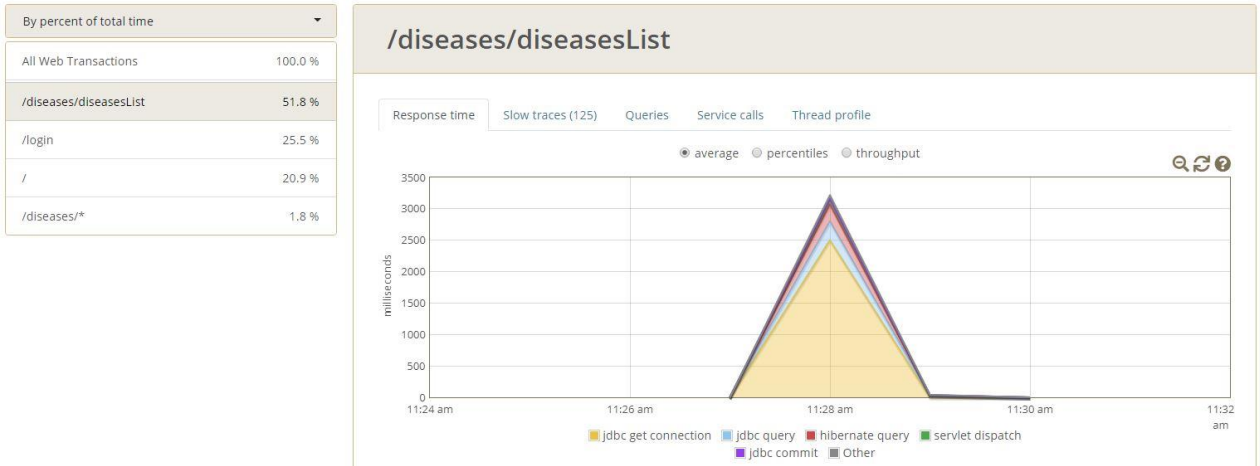 By percent of total time
All Web Transactions 100.0 %
/diseases/diseasesList 51.8 %
/login 25.5 %
/ 20.9 %
/diseases/* 1.8 %
/diseases/diseasesList
Response time Slow traces (125) Queries Service calls Thread profile
average percentiles throughput
3500
3000
2500
2000
1500
1000
500
0
milliseconds
11:24 am 11:26 am 11:28 am 11:30 am 11:32 am
jdbc get connection jdbc query hibernate query servlet dispatch
jdbc commit Other